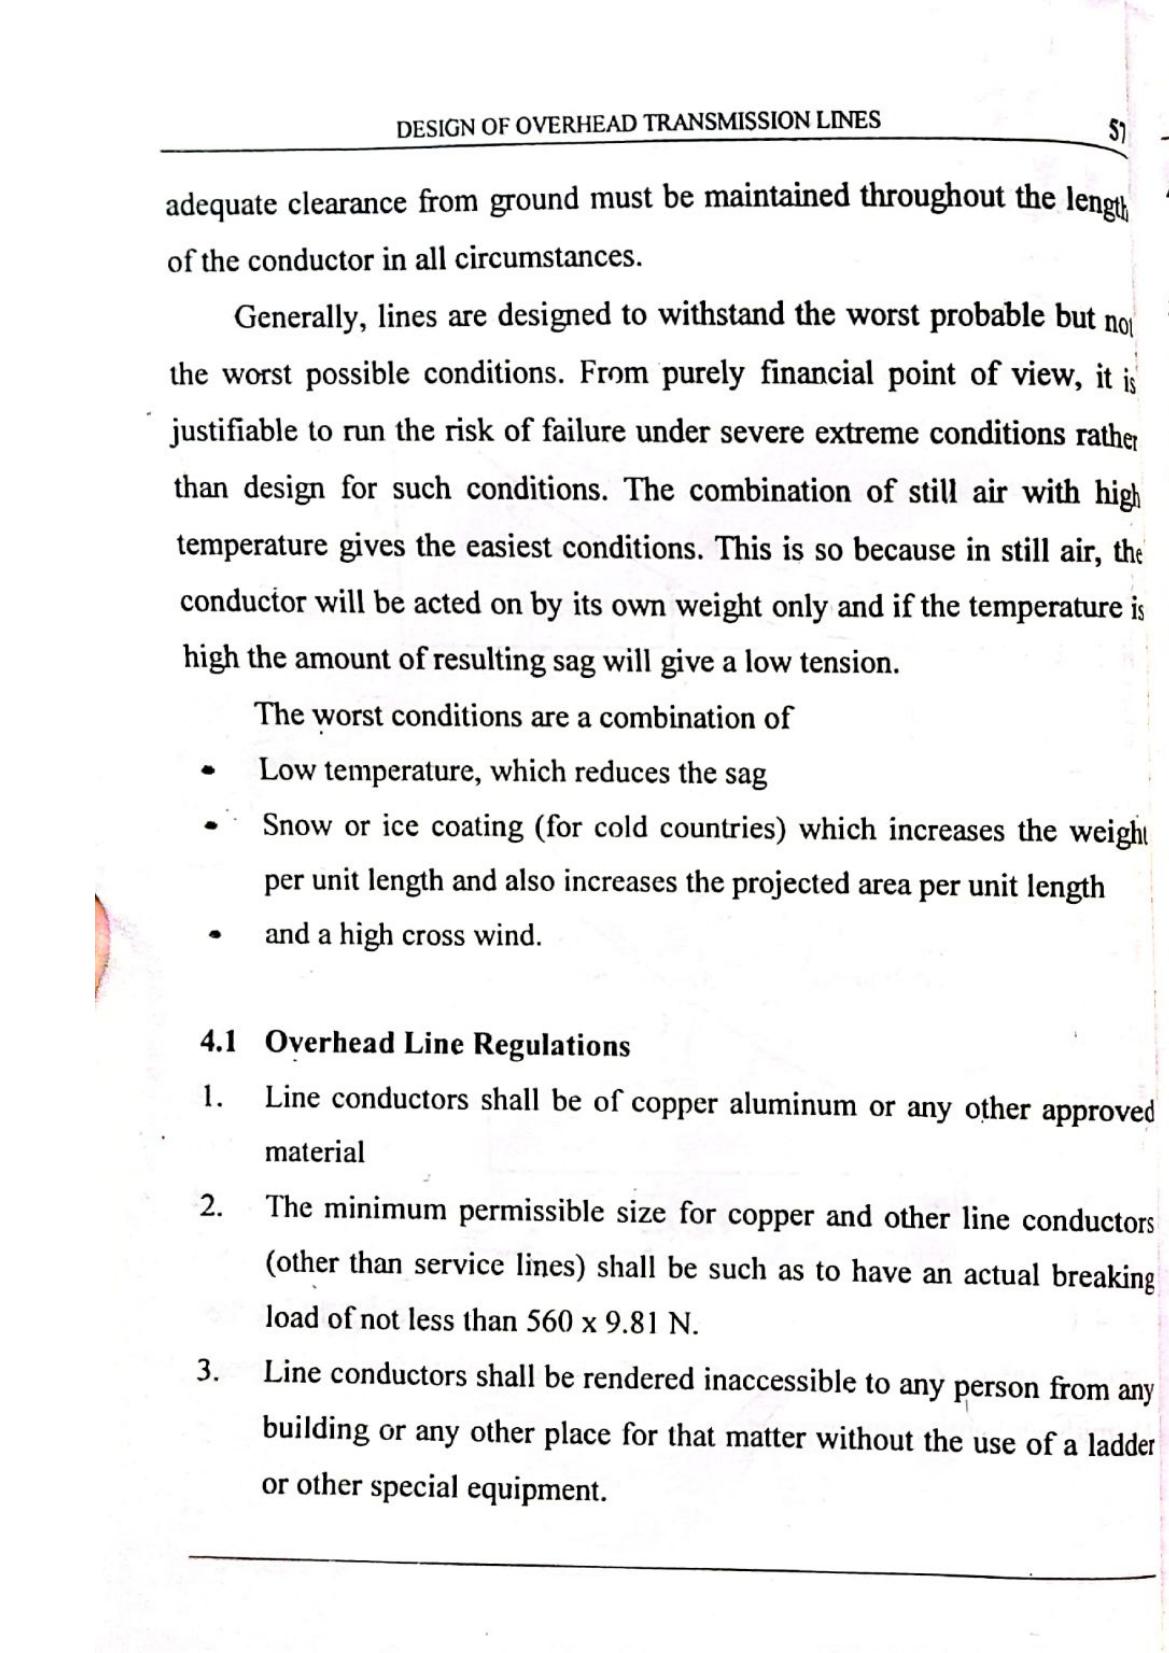 DESIGN OF OVERHEAD TRANSMISSION LINES
adequate clearance from ground must be maintained throughout the length
of the conductor in all circumstances.
Generally, lines are designed to withstand the worst probable but not
the worst possible conditions. From purely financial point of view, it is
justifiable to run the risk of failure under severe extreme conditions rather
than design for such conditions. The combination of still air with high
temperature gives the easiest conditions. This is so because in still air, the
conductor will be acted on by its own weight only and if the temperature is
high the amount of resulting sag will give a low tension.
The worst conditions are a combination of
• Low temperature, which reduces the sag
• Snow or ice coating (for cold countries) which increases the weight
per unit length and also increases the projected area per unit length
• and a high cross wind.
4.1 Overhead Line Regulations
1. Line conductors shall be of copper aluminum or any other approved
material
2. The minimum permissible size for copper and other line conductors
(other than service lines) shall be such as to have an actual breaking
load of not less than 560 x 9.81 N.
3. Line conductors shall be rendered inaccessible to any person from any
building or any other place for that matter without the use of a ladder
or other special equipment.